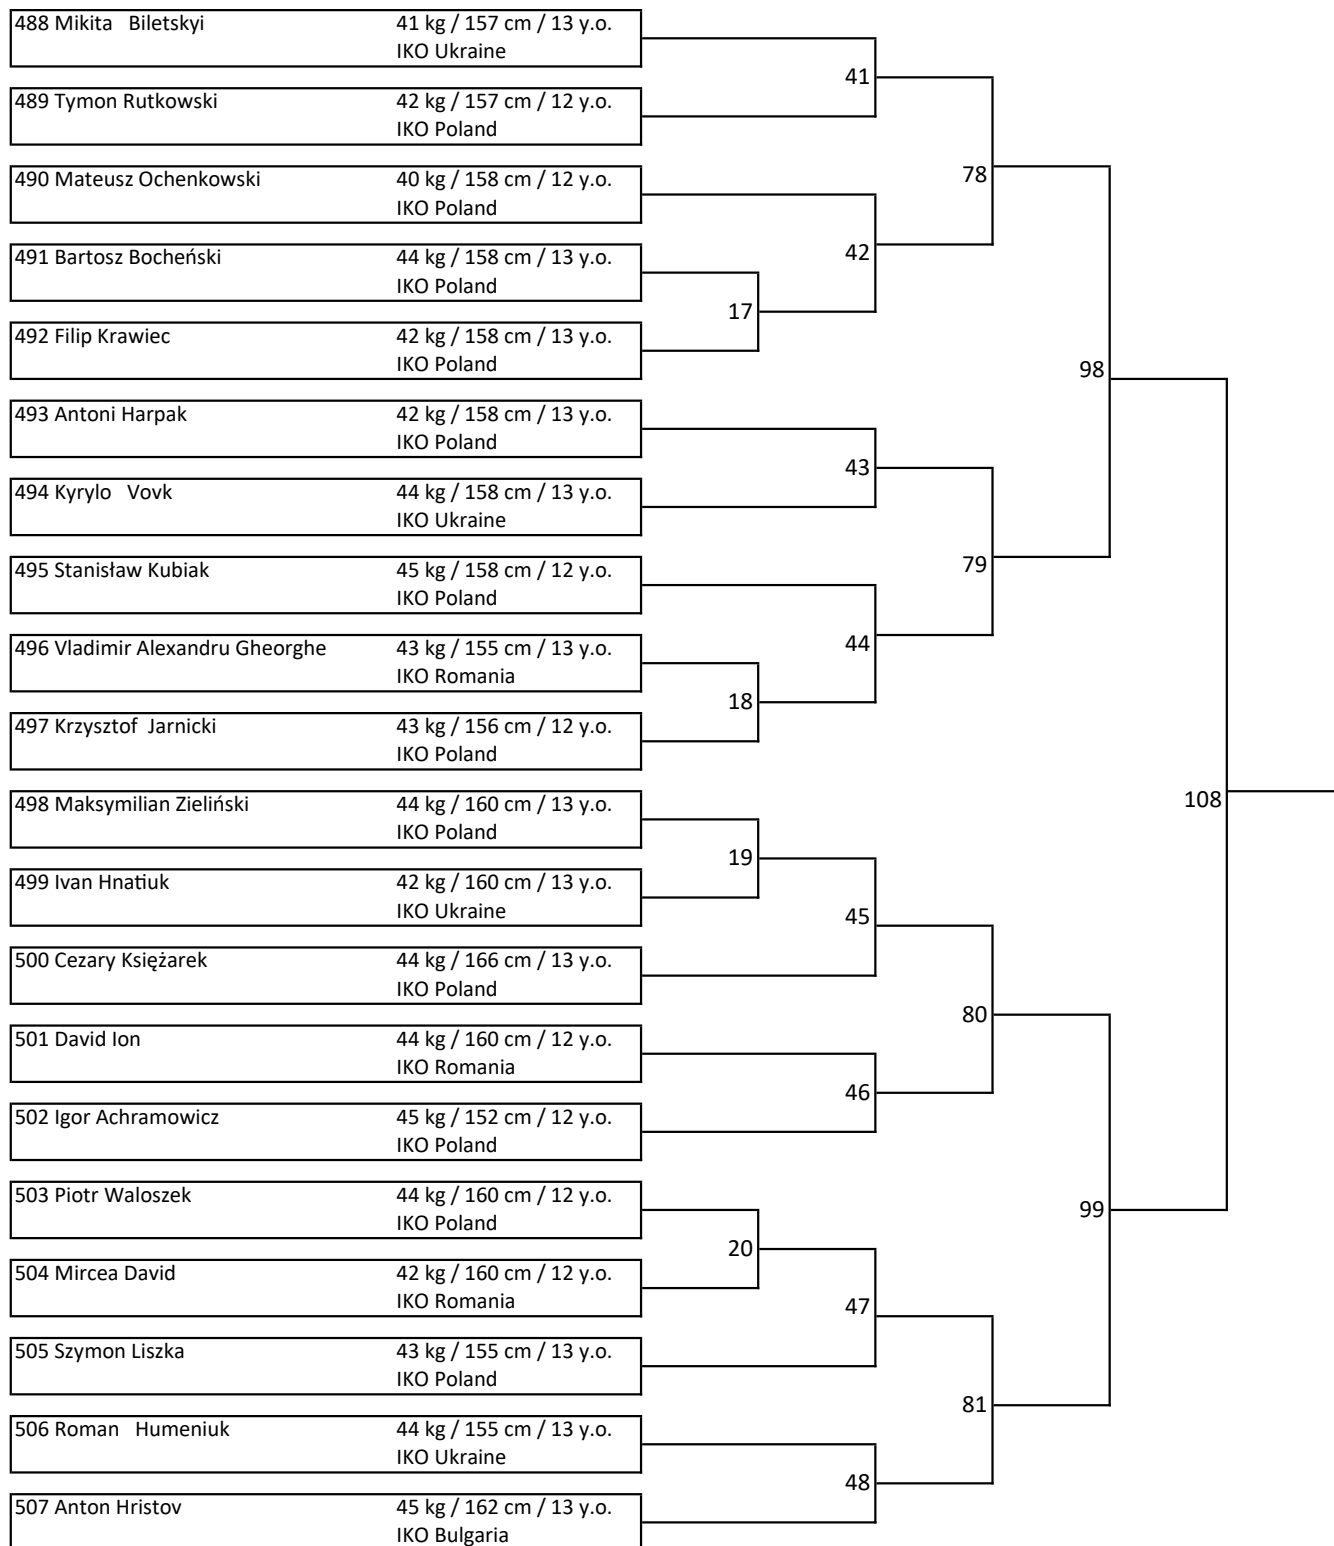 488 Mikita   Biletskyi 41 kg / 157 cm / 13 y.o.
IKO Ukraine
41
489 Tymon Rutkowski 42 kg / 157 cm / 12 y.o.
IKO Poland
490 Mateusz Ochenkowski 40 kg / 158 cm / 12 y.o.
78
IKO Poland
491 Bartosz Bocheński 44 kg / 158 cm / 13 y.o.
42
IKO Poland
17
492 Filip Krawiec 42 kg / 158 cm / 13 y.o.
IKO Poland
98
493 Antoni Harpak 42 kg / 158 cm / 13 y.o.
IKO Poland
43
494 Kyrylo   Vovk 44 kg / 158 cm / 13 y.o.
IKO Ukraine
79
495 Stanisław Kubiak 45 kg / 158 cm / 12 y.o.
IKO Poland
44
496 Vladimir Alexandru Gheorghe 43 kg / 155 cm / 13 y.o.
IKO Romania
18
497 Krzysztof  Jarnicki 43 kg / 156 cm / 12 y.o.
IKO Poland
108
498 Maksymilian Zieliński 44 kg / 160 cm / 13 y.o.
IKO Poland
19
499 Ivan Hnatiuk 42 kg / 160 cm / 13 y.o.
IKO Ukraine
45
500 Cezary Księżarek 44 kg / 166 cm / 13 y.o.
IKO Poland
80
501 David Ion 44 kg / 160 cm / 12 y.o.
IKO Romania
46
502 Igor Achramowicz 45 kg / 152 cm / 12 y.o.
IKO Poland
503 Piotr Waloszek 44 kg / 160 cm / 12 y.o.
99
IKO Poland
20
504 Mircea David 42 kg / 160 cm / 12 y.o.
IKO Romania
47
505 Szymon Liszka 43 kg / 155 cm / 13 y.o.
IKO Poland
81
506 Roman   Humeniuk 44 kg / 155 cm / 13 y.o.
IKO Ukraine
48
507 Anton Hristov 45 kg / 162 cm / 13 y.o.
IKO Bulgaria